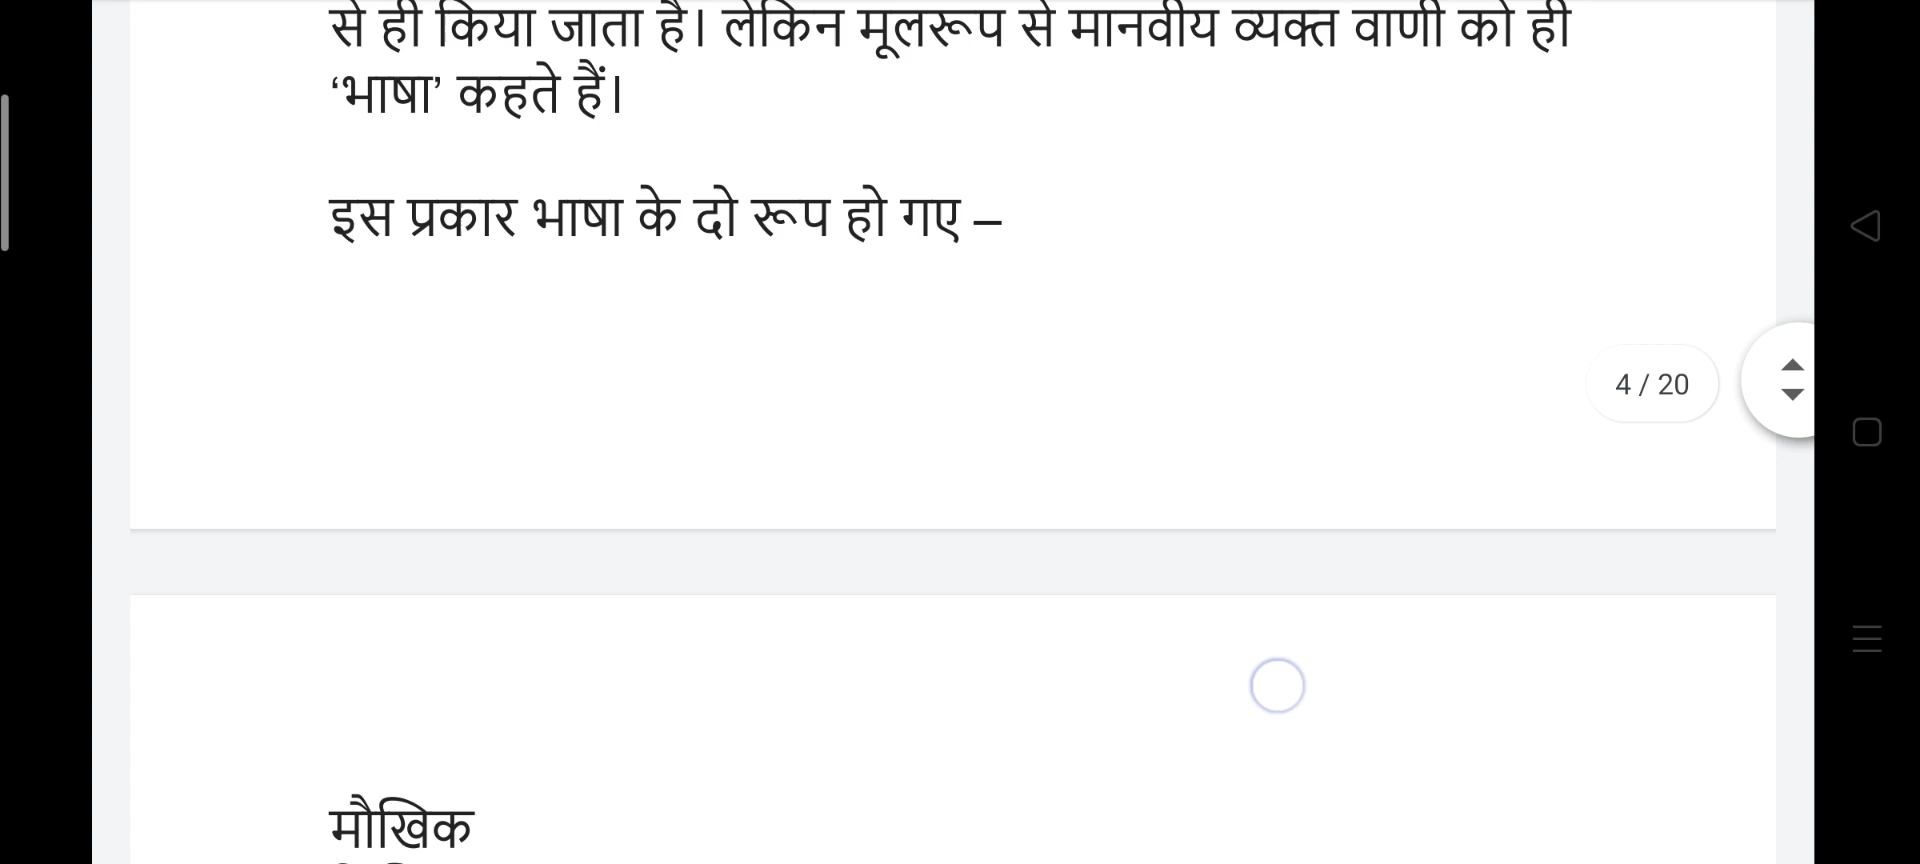 से ही किया जाता है। लेकिन मूलरूप से मानवीय व्यक्त वाणी को ही
‘भाषा’ कहते हैं।
इस प्रकार भाषा के दो रूप हो गए –
4 / 20
मौखिक